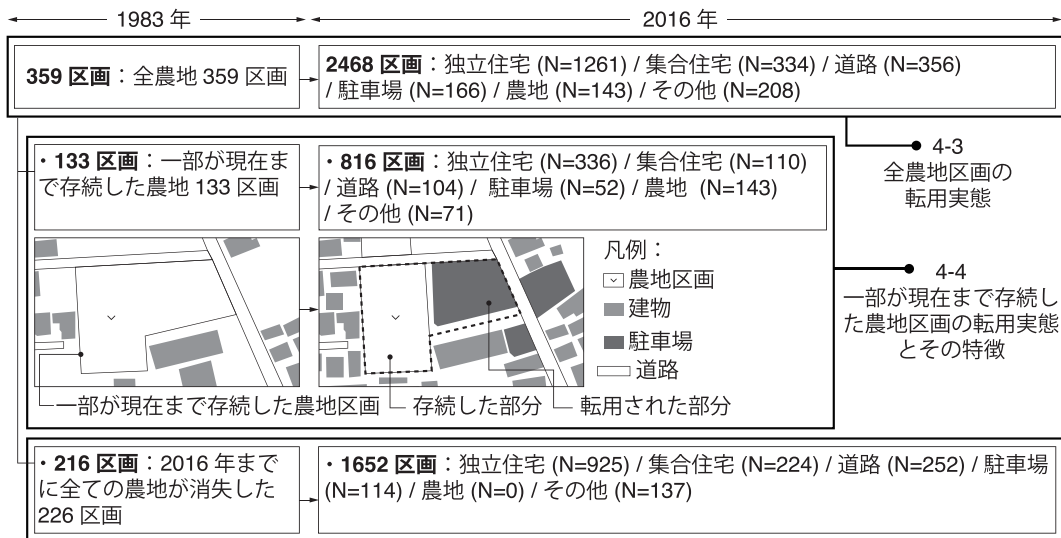 1983 年
2016 年
359 区画：全農地 359 区画
2468 区画：独立住宅 (N=1261) / 集合住宅 (N=334) / 道路 (N=356)
/ 駐車場 (N=166) / 農地 (N=143) / その他 (N=208)
4-3
全農地区画の
転用実態
・133 区画：一部が現在ま
で存続した農地 133 区画
・816 区画：独立住宅 (N=336) / 集合住宅 (N=110)
/ 道路 (N=104) / 駐車場 (N=52) / 農地 (N=143)
/ その他 (N=71)
凡例：
農地区画
建物
駐車場
道路
4-4
一部が現在まで存続し
た農地区画の転用実態
とその特徴
一部が現在まで存続した農地区画
存続した部分
転用された部分
・216 区画：2016 年まで
に全ての農地が消失した
226 区画
・1652 区画：独立住宅 (N=925) / 集合住宅 (N=224) / 道路 (N=252) / 駐車場
(N=114) / 農地 (N=0) / その他 (N=137)